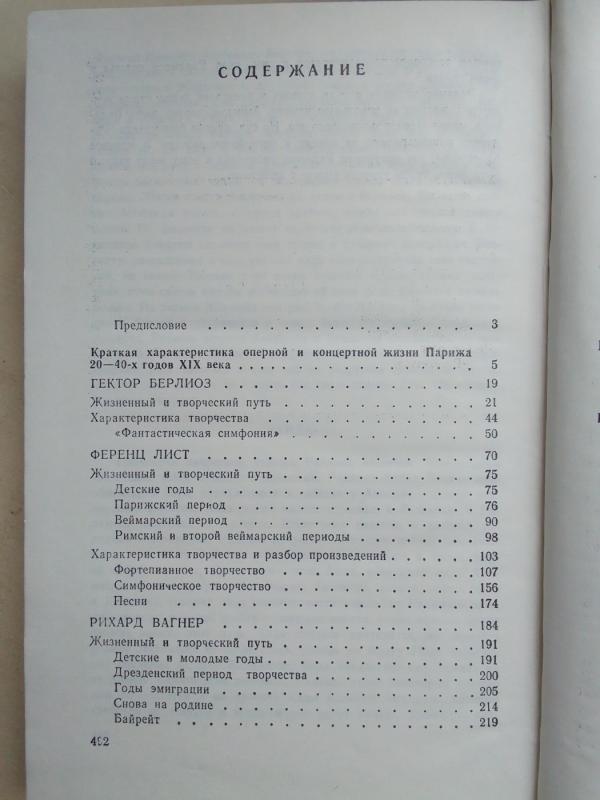 СОДЕРЖАНИЕ
Предисловие . . . . . . . . . . . . . . . . 3
Краткая характеристика оперной и концертной жизни Парижа
20—40-х годов XIX века . . . . . . . . . . . . . . 5
ГЕКТОР БЕРЛИОЗ . . . . . . . . . . . . . . . 19
Жизненный и творческий путь . . . . . . . . . . . . 21
Характеристика творчества . . . . . . . . . . . . 44
«Фантастическая симфония» . . . . . . . . . . . 50
ФЕРЕНЦ ЛИСТ . . . . . . . . . . . . . . . . 70
Жизненный и творческий путь . . . . . . . . . . . . 75
Детские годы . . . . . . . . . . . . . . . 75
Парижский период . . . . . . . . . . . . . . 76
Веймарский период . . . . . . . . . . . . . . 90
Римский и второй веймарский периоды . . . . . . . . 98
Характеристика творчества и разбор произведений . . . . . . 103
Фортепианное творчество . . . . . . . . . . . 107
Симфоническое творчество . . . . . . . . . . . 156
Песни . . . . . . . . . . . . . . . . 174
РИХАРД ВАГНЕР . . . . . . . . . . . . . . . 184
Жизненный и творческий путь . . . . . . . . . . . . 191
Детские и молодые годы . . . . . . . . . . . . 191
Дрезденский период творчества . . . . . . . . . . 200
Годы эмиграции . . . . . . . . . . . . . . 205
Снова на родине . . . . . . . . . . . . . . 214
Байрейт . . . . . . . . . . . . . . . . 219